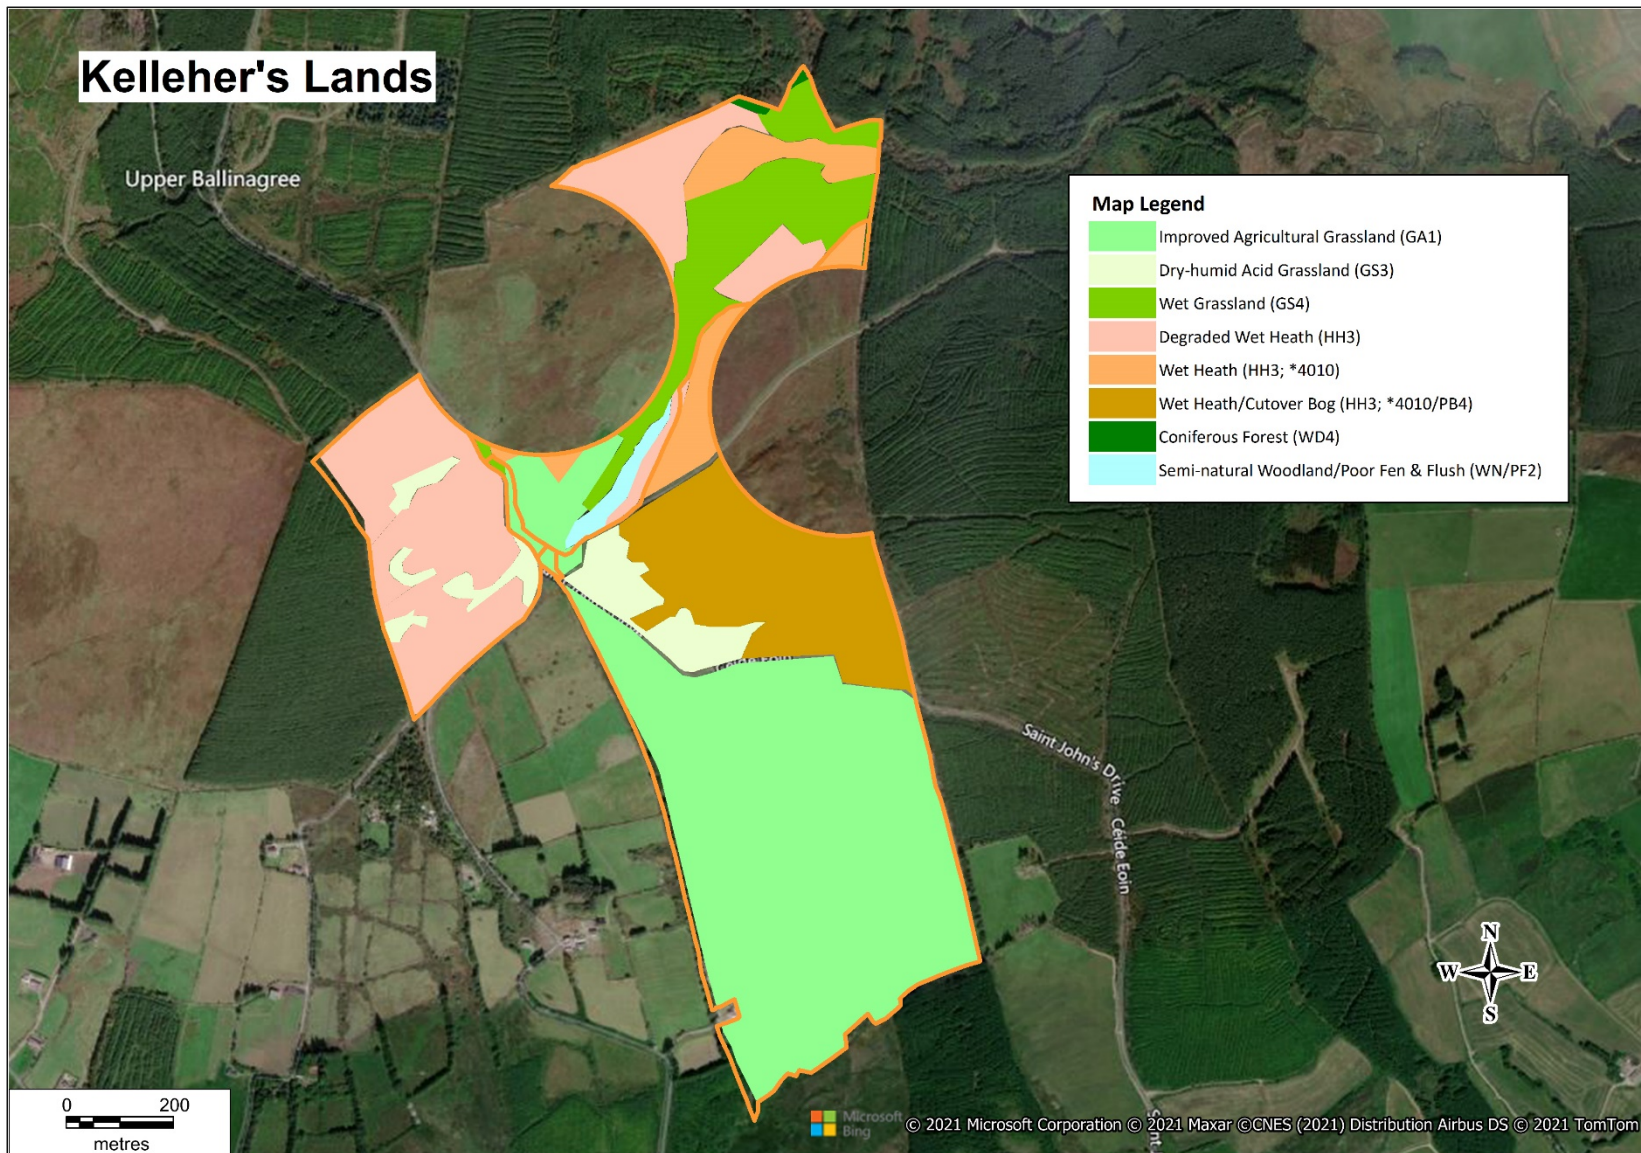 Kelleher's Lands
Upper Ballinagree
Map Legend
Improved Agricultural Grassland (GA1)
Dry-humid Acid Grassland (GS3)
Wet Grassland (GS4)
Degraded Wet Heath (HH3)
Wet Heath (HH3; *4010)
Wet Heath/Cutover Bog (HH3; *4010/PB4)
Coniferous Forest (WD4)
Semi-natural Woodland/Poor Fen & Flush (WN/PF2)
Saint John's Drive
Céide Eoin
N
W E
S
0 200
metres
Microsoft
Bing
© 2021 Microsoft Corporation © 2021 Maxar ©CNES (2021) Distribution Airbus DS © 2021 TomTom